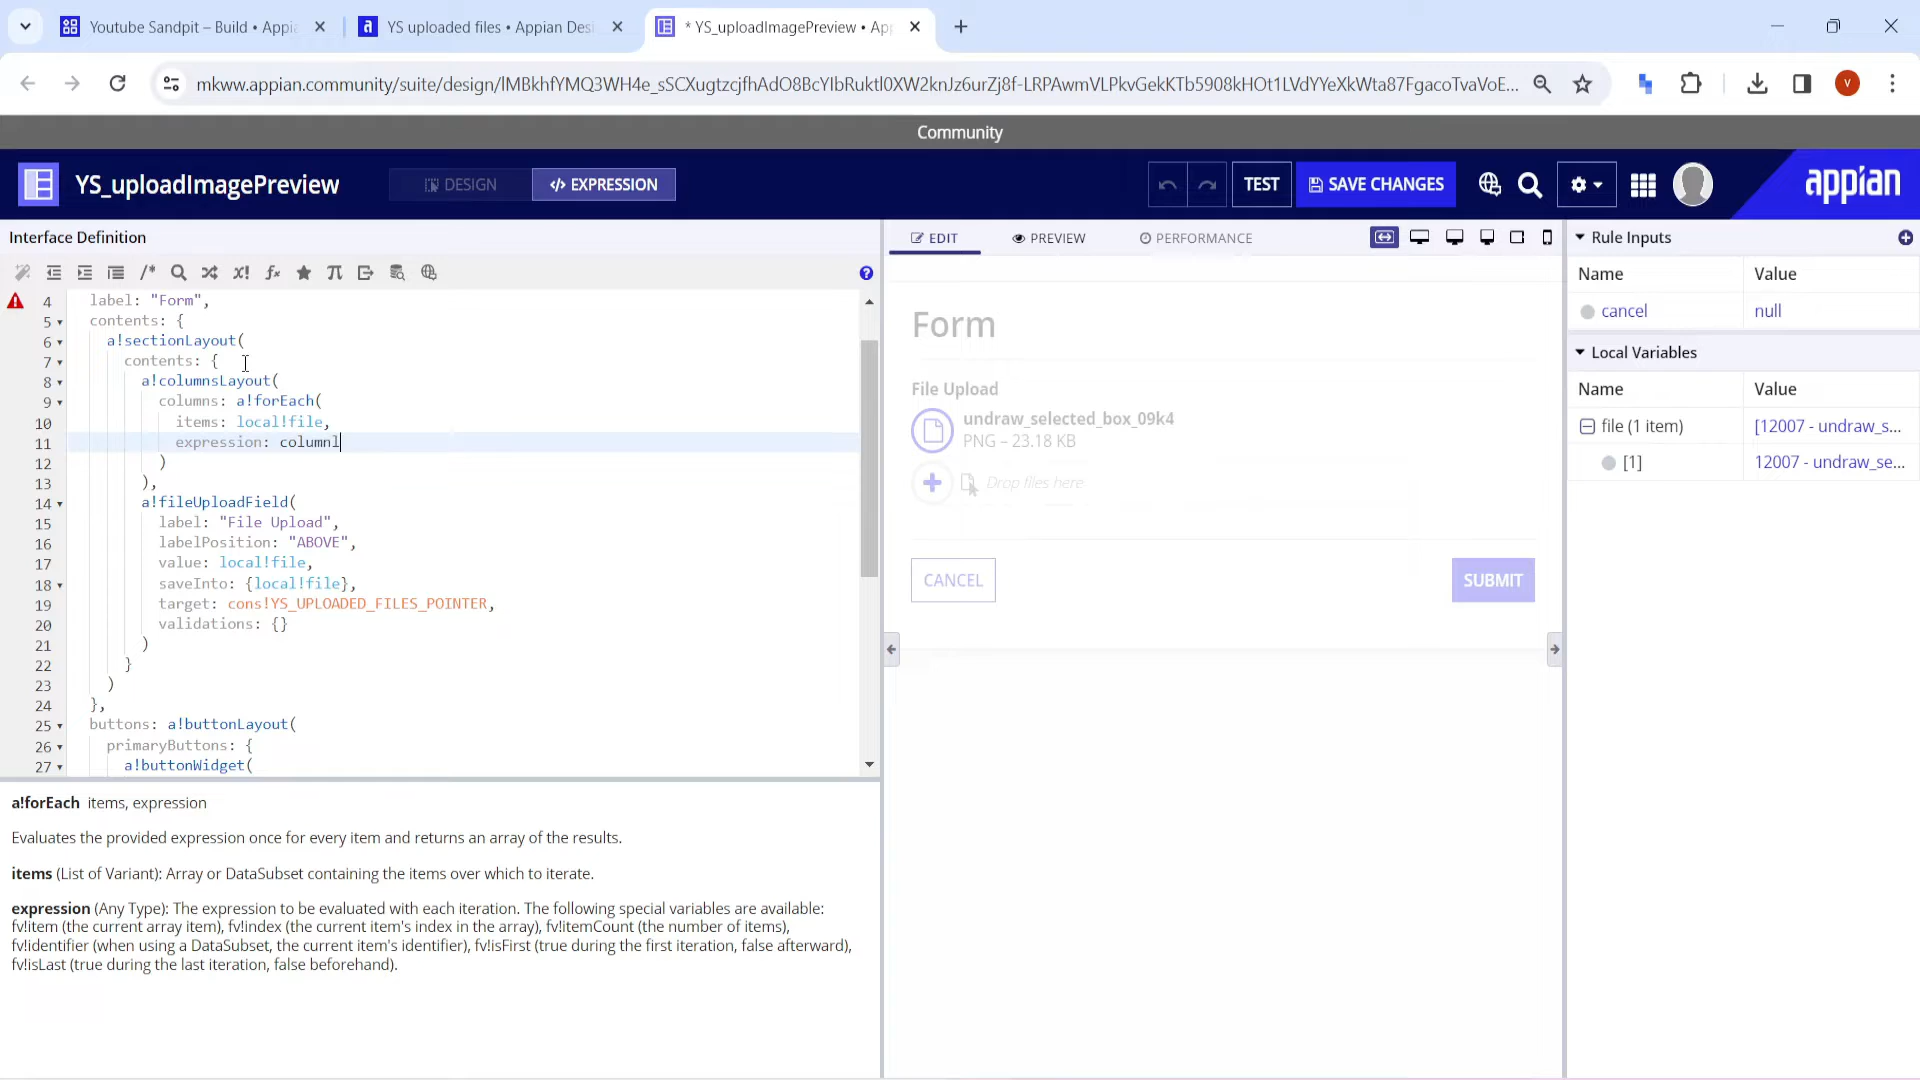 Youtube Sandpit – Build • Appia
YS uploaded files • Appian Desi
* YS_uploadImagePreview • App
mkww.appian.community/suite/design/lMBkhfYMQ3WH4e_sSCXugtzcjfhAdO8BcYIbRuktl0XW2knJz6urZj8f-LRPAwmVLPkvGekKTb5908kHOt1LVdYYeXkWta87FgacoTvaVoE...
V
Community
YS_uploadImagePreview
DESIGN
</> EXPRESSION
TEST
SAVE CHANGES
appian
Interface Definition
4 label: "Form",
5 contents: {
6 a!sectionLayout(
7 contents: {
8 a!columnsLayout(
9 columns: a!forEach(
10 items: local!file,
11 expression: columnl
12 )
13 ),
14 a!fileUploadField(
15 label: "File Upload",
16 labelPosition: "ABOVE",
17 value: local!file,
18 saveInto: {local!file},
19 target: cons!YS_UPLOADED_FILES_POINTER,
20 validations: {}
21 )
22 }
23 )
24 },
25 buttons: a!buttonLayout(
26 primaryButtons: {
27 a!buttonWidget(
a!forEach items, expression
Evaluates the provided expression once for every item and returns an array of the results.
items (List of Variant): Array or DataSubset containing the items over which to iterate.
expression (Any Type): The expression to be evaluated with each iteration. The following special variables are available:
fv!item (the current array item), fv!index (the current item's index in the array), fv!itemCount (the number of items),
fv!identifier (when using a DataSubset, the current item's identifier), fv!isFirst (true during the first iteration, false afterward),
fv!isLast (true during the last iteration, false beforehand).
EDIT
PREVIEW
PERFORMANCE
Form
File Upload
undraw_selected_box_09k4
PNG – 23.18 KB
Drop files here
CANCEL
SUBMIT
Rule Inputs
Name Value
cancel null
Local Variables
Name Value
file (1 item) [12007 - undraw_s...
[1] 12007 - undraw_se...